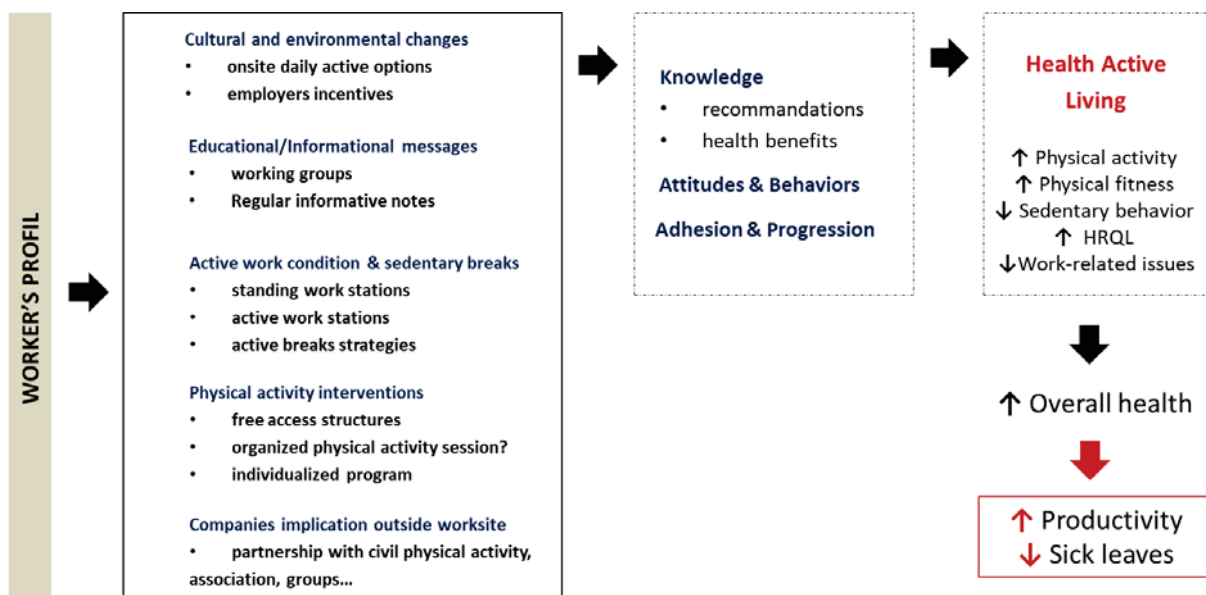 WORKER'S PROFIL
Cultural and environmental changes
• onsite daily active options
• employers incentives
Educational/Informational messages
• working groups
• Regular informative notes
Active work condition & sedentary breaks
• standing work stations
• active work stations
• active breaks strategies
Physical activity interventions
• free access structures
• organized physical activity session?
• individualized program
Companies implication outside worksite
• partnership with civil physical activity,
association, groups...
Knowledge
• recommandations
• health benefits
Attitudes & Behaviors
Adhesion & Progression
Health Active
Living
↑ Physical activity
↑ Physical fitness
↓ Sedentary behavior
↑ HRQL
↓Work-related issues
↑ Overall health
↑ Productivity
↓ Sick leaves